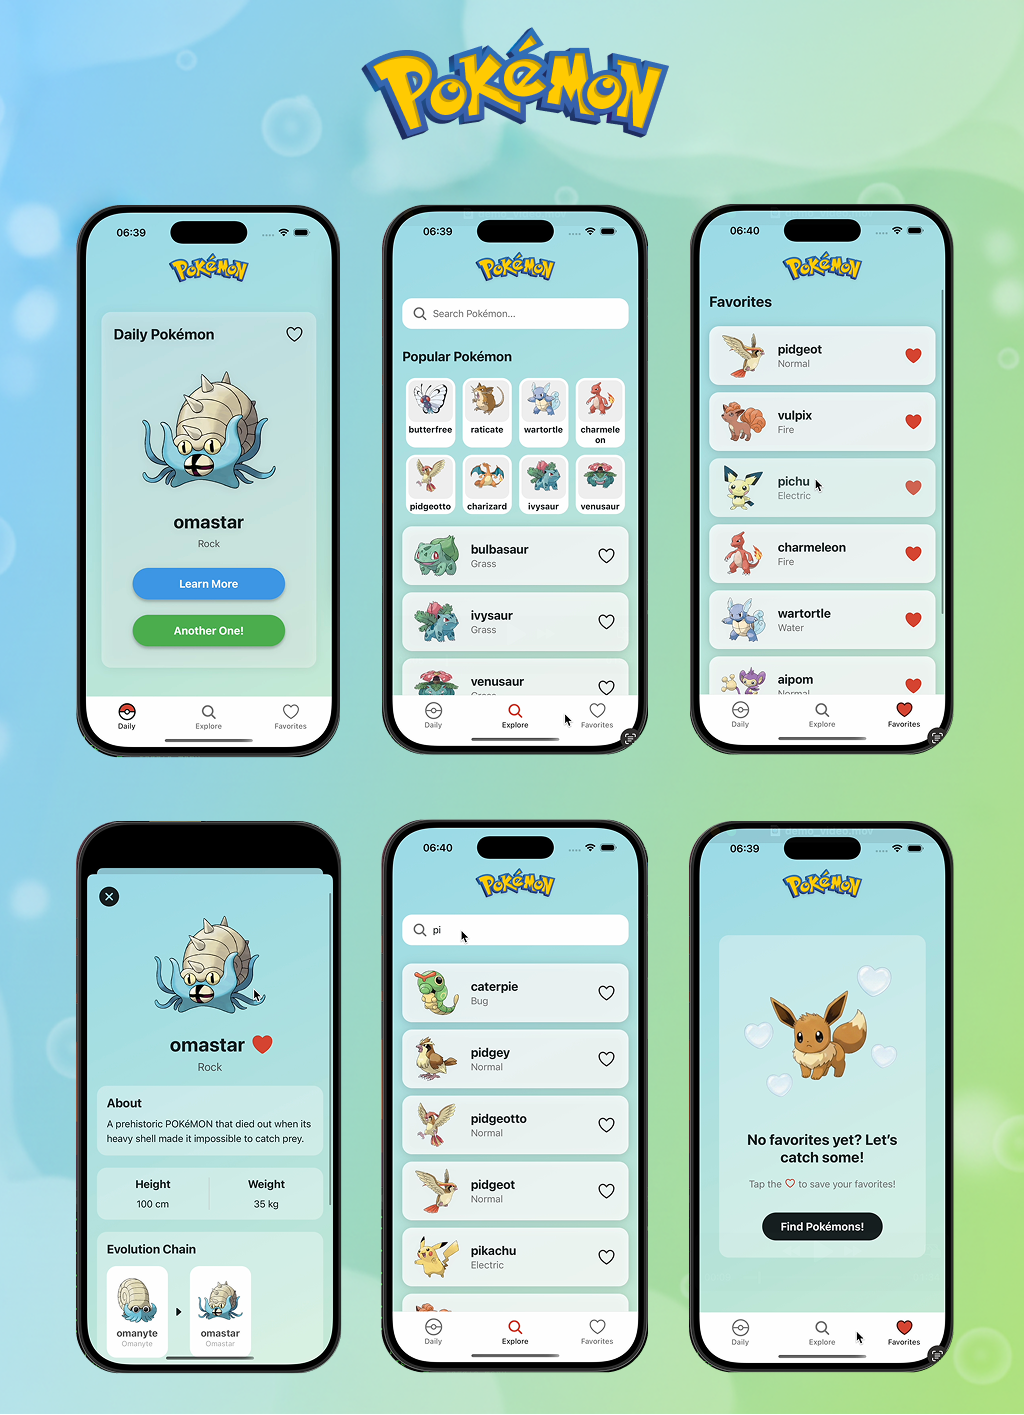 POKéMON
06:39
POKéMON
Daily Pokémon
omastar
Rock
Learn More
Another One!
Daily
Explore
Favorites
06:39
POKéMON
Search Pokémon...
Popular Pokémon
butterfree
raticate
wartortle
charmele
on
pidgeotto
charizard
ivysaur
venusaur
bulbasaur
Grass
ivysaur
Grass
venusaur
Grass
Daily
Explore
Favorites
06:40
POKéMON
Favorites
pidgeot
Normal
vulpix
Fire
pichu
Electric
charmeleon
Fire
wartortle
Water
aipom
Normal
Daily
Explore
Favorites
omastar
Rock
About
A prehistoric POKéMON that died out when its
heavy shell made it impossible to catch prey.
Height
Weight
100 cm
35 kg
Evolution Chain
omanyte
Omanyte
omastar
Omastar
06:40
POKéMON
pi
caterpie
Bug
pidgey
Normal
pidgeotto
Normal
pidgeot
Normal
pikachu
Electric
Daily
Explore
Favorites
demo_video.mov
06:39
POKéMON
No favorites yet? Let's
catch some!
Tap the ♡ to save your favorites!
Find Pokémons!
Daily
Explore
Favorites